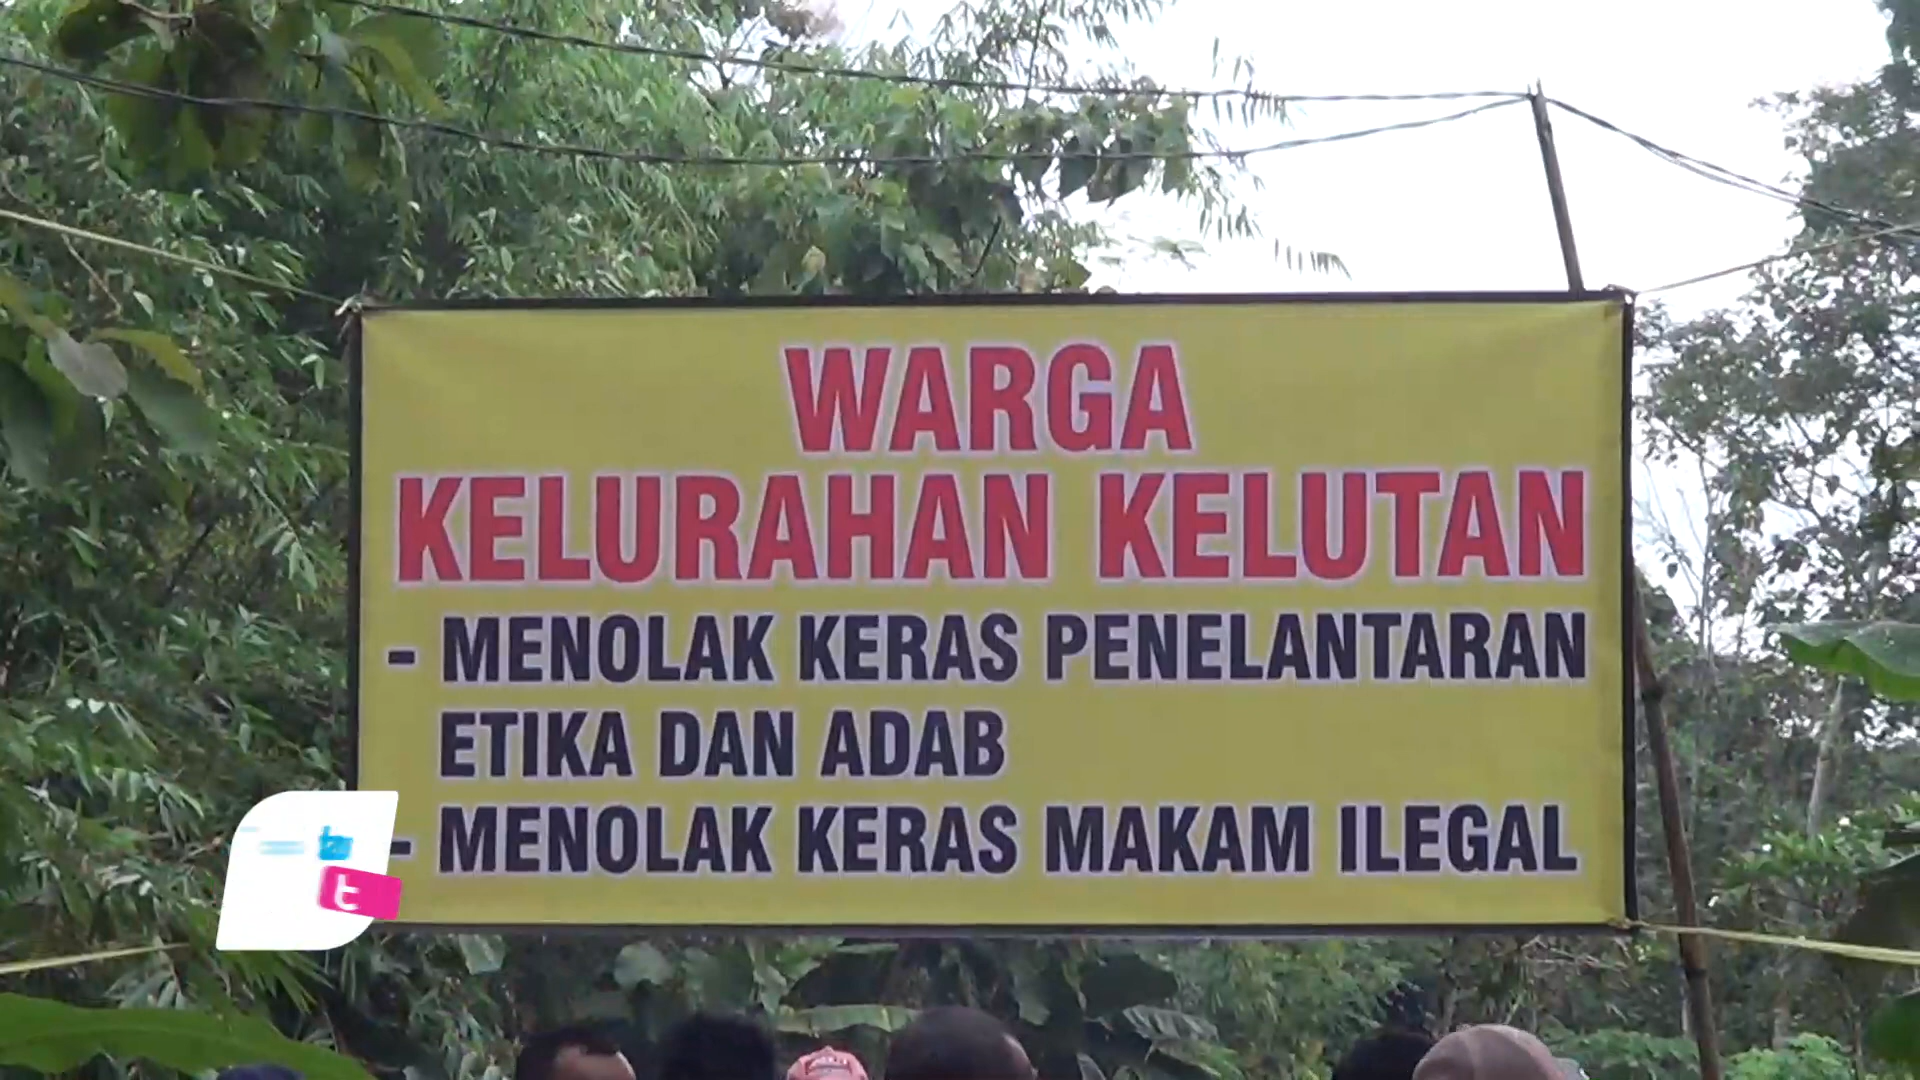 WARGA
KELURAHAN KELUTAN
- MENOLAK KERAS PENELANTARAN
ETIKA DAN ADAB
- MENOLAK KERAS MAKAM ILEGAL